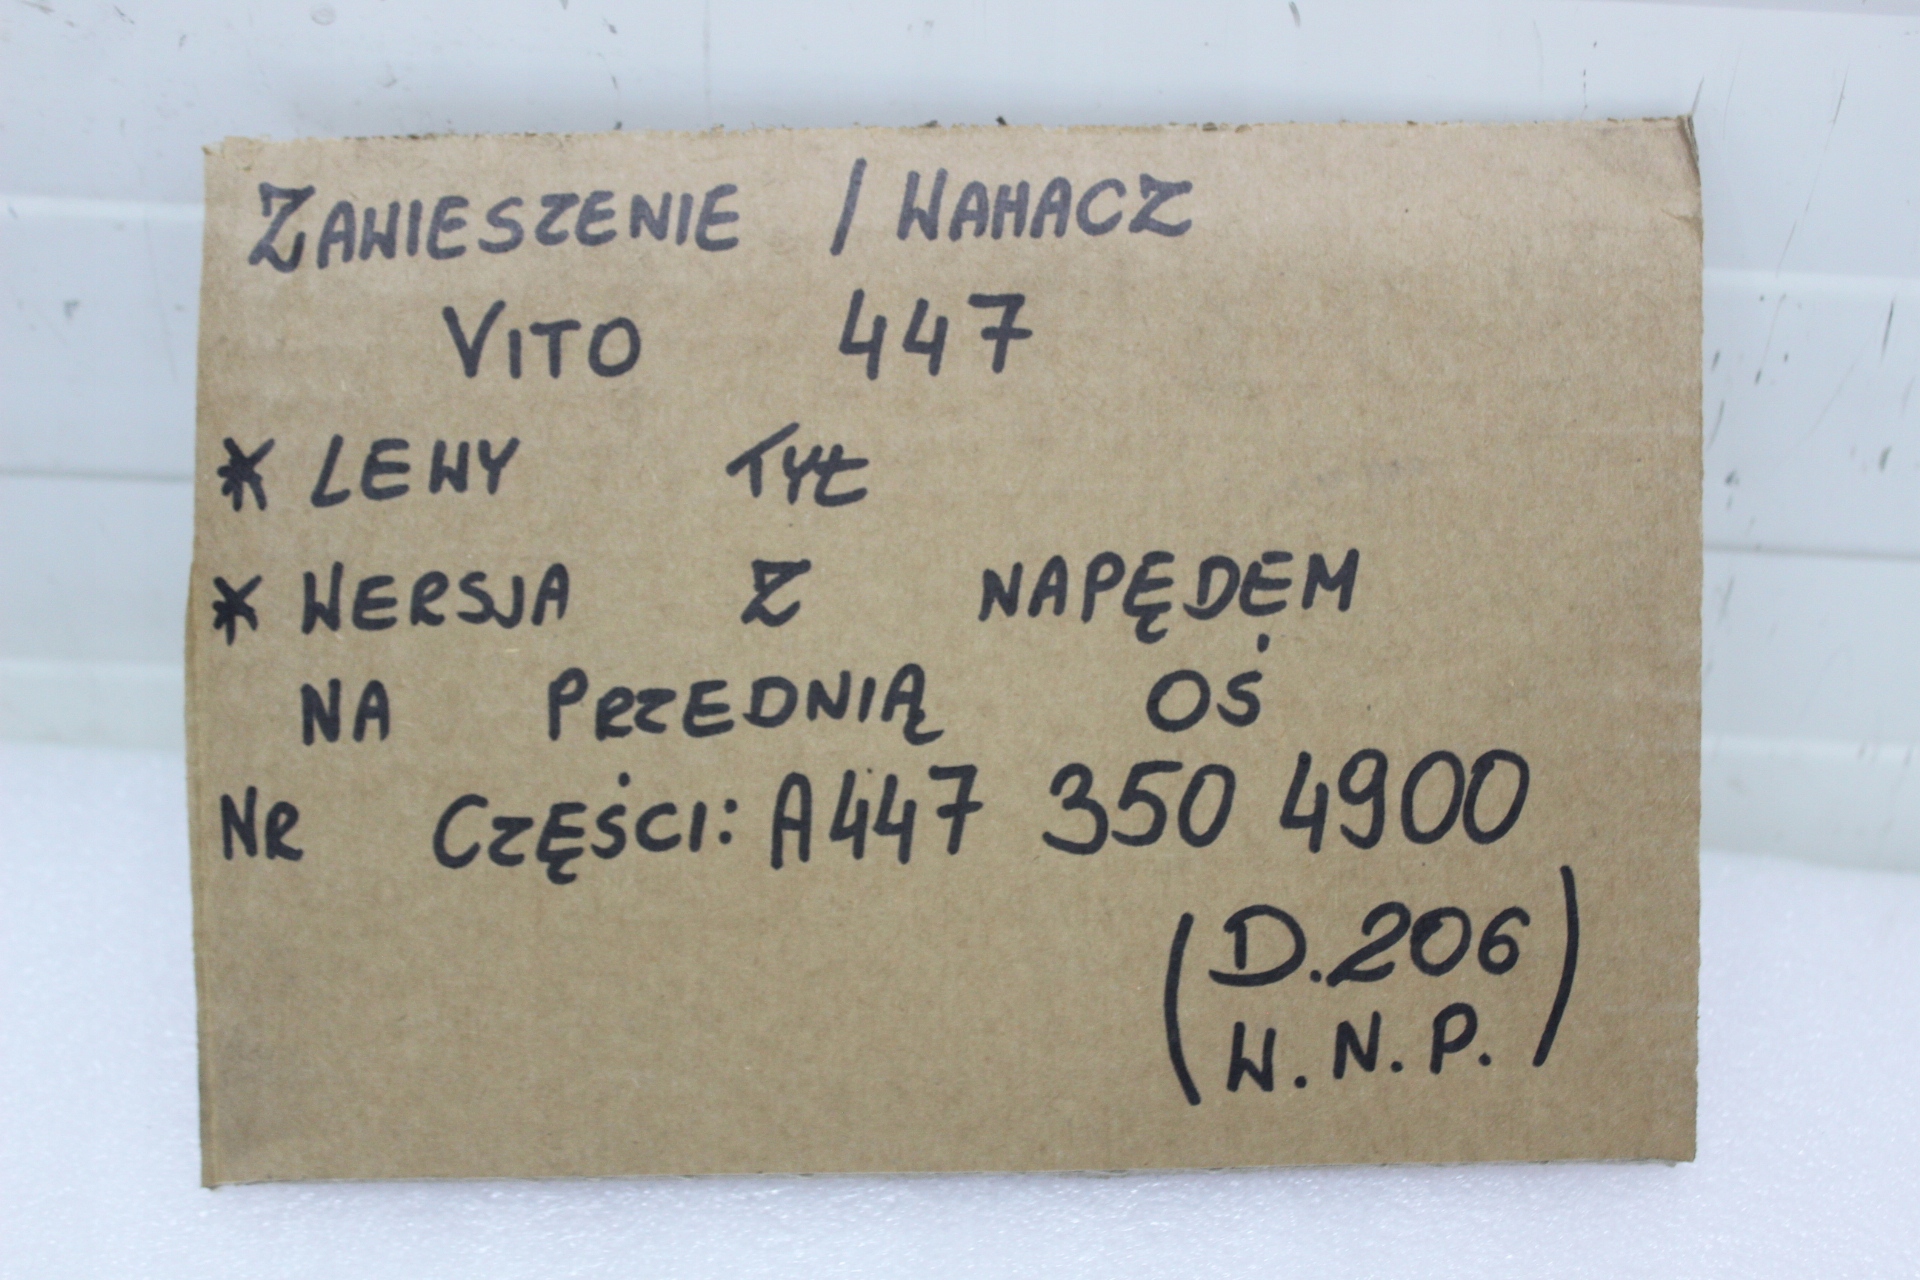 ZAWIESZENIE / WAHACZ
VITO 447
* LEWY TYŁ
* WERSJA Z NAPĘDEM
NA PRZEDNIĄ OŚ
NR CZĘŚCI: A447 350 4900
(D.206
W.N.P.)